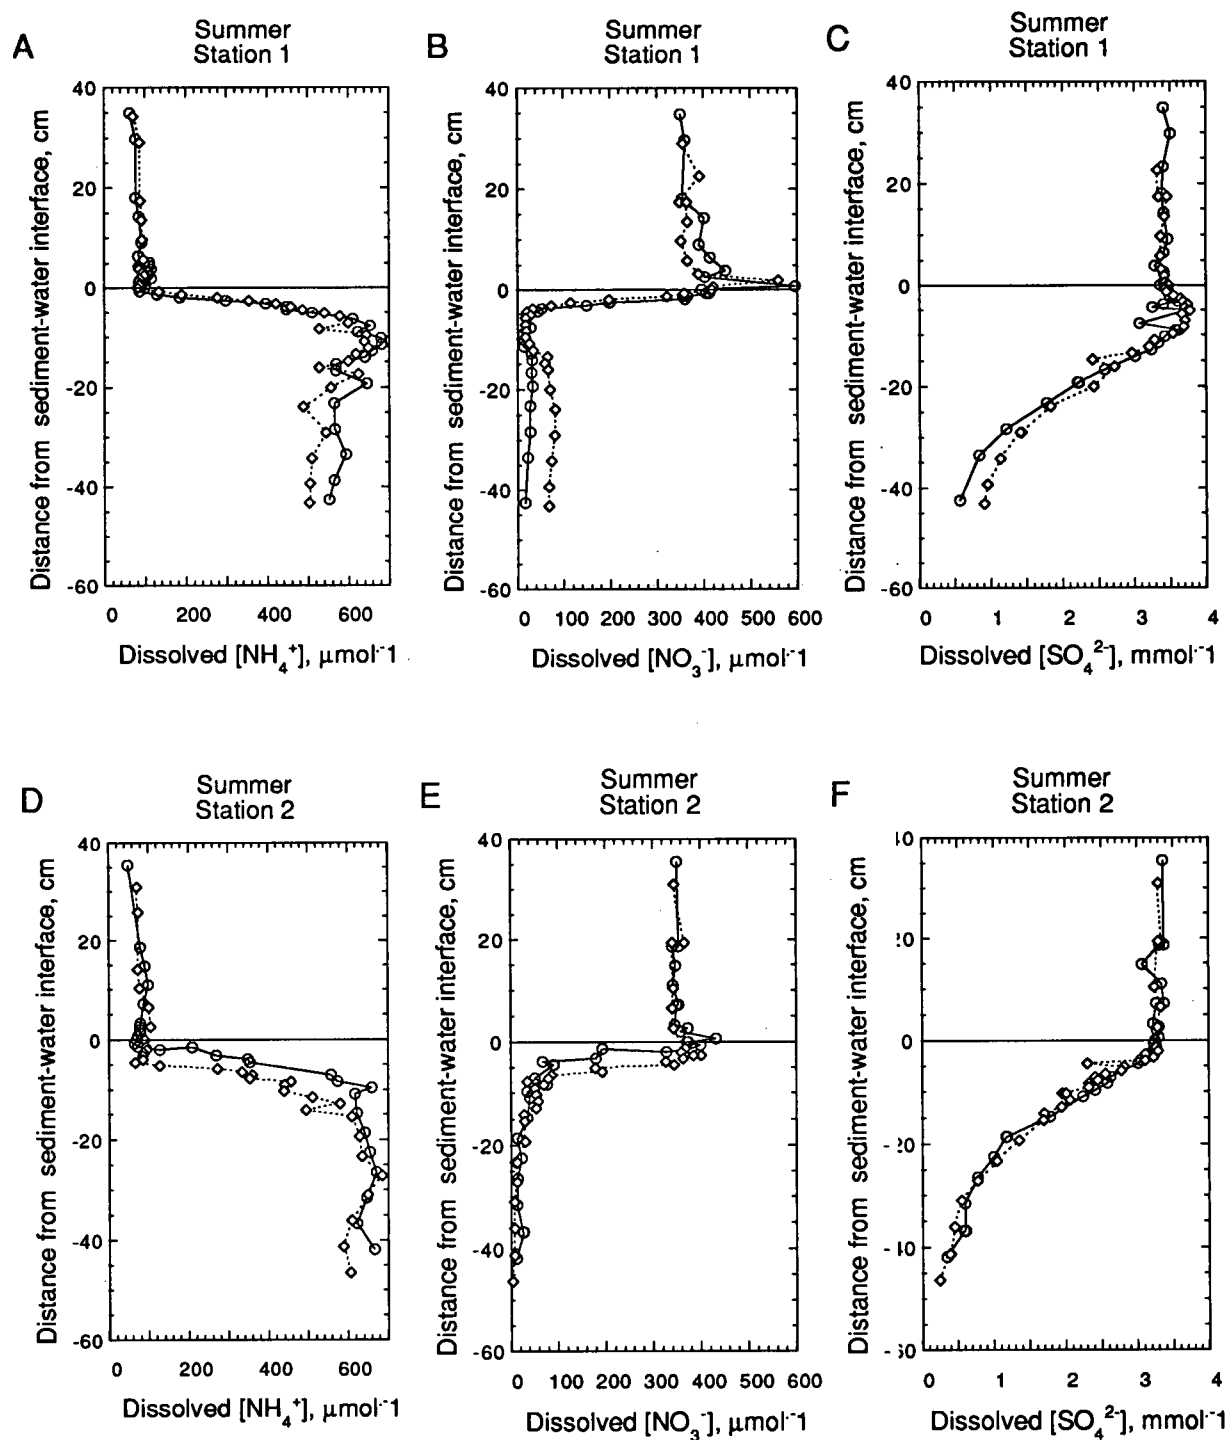 A
Summer
Station 1
Distance from sediment-water interface, cm
40
20
0
-20
-40
-60
0 200 400 600
Dissolved [NH₄⁺], μmol⁻¹
B
Summer
Station 1
Distance from sediment-water interface, cm
40
20
0
-20
-40
-60
0 100 200 300 400 500 600
Dissolved [NO₃⁻], μmol⁻¹
C
Summer
Station 1
Distance from sediment-water interface, cm
40
20
0
-20
-40
-60
0 1 2 3 4
Dissolved [SO₄²⁻], mmol⁻¹
D
Summer
Station 2
Distance from sediment-water interface, cm
40
20
0
-20
-40
-60
0 200 400 600
Dissolved [NH₄⁺], μmol⁻¹
E
Summer
Station 2
Distance from sediment-water interface, cm
40
20
0
-20
-40
-60
0 100 200 300 400 500 600
Dissolved [NO₃⁻], μmol⁻¹
F
Summer
Station 2
Distance from sediment-water interface, cm
0
0 1 2 3 4
Dissolved [SO₄²⁻], mmol⁻¹